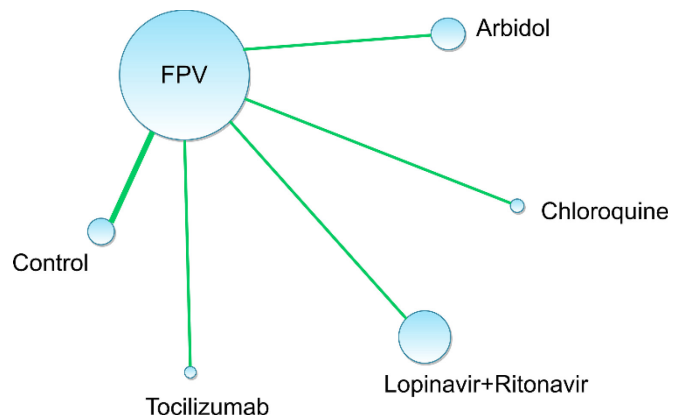 Arbidol
FPV
Chloroquine
Control
Lopinavir+Ritonavir
Tocilizumab